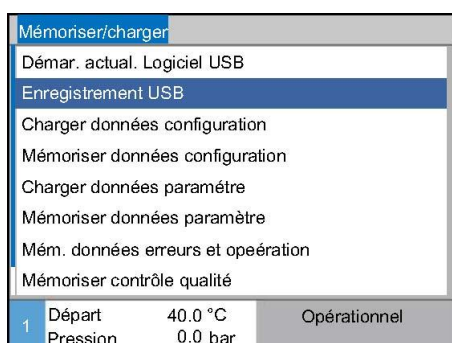 Mémoriser/charger
Démar. actual. Logiciel USB
Enregistrement USB
Charger données configuration
Mémoriser données configuration
Charger données paramétre
Mémoriser données paramètre
Mém. données erreurs et opeération
Mémoriser contrôle qualité
1 Départ 40.0 °C Opérationnel
Pression 0.0 bar